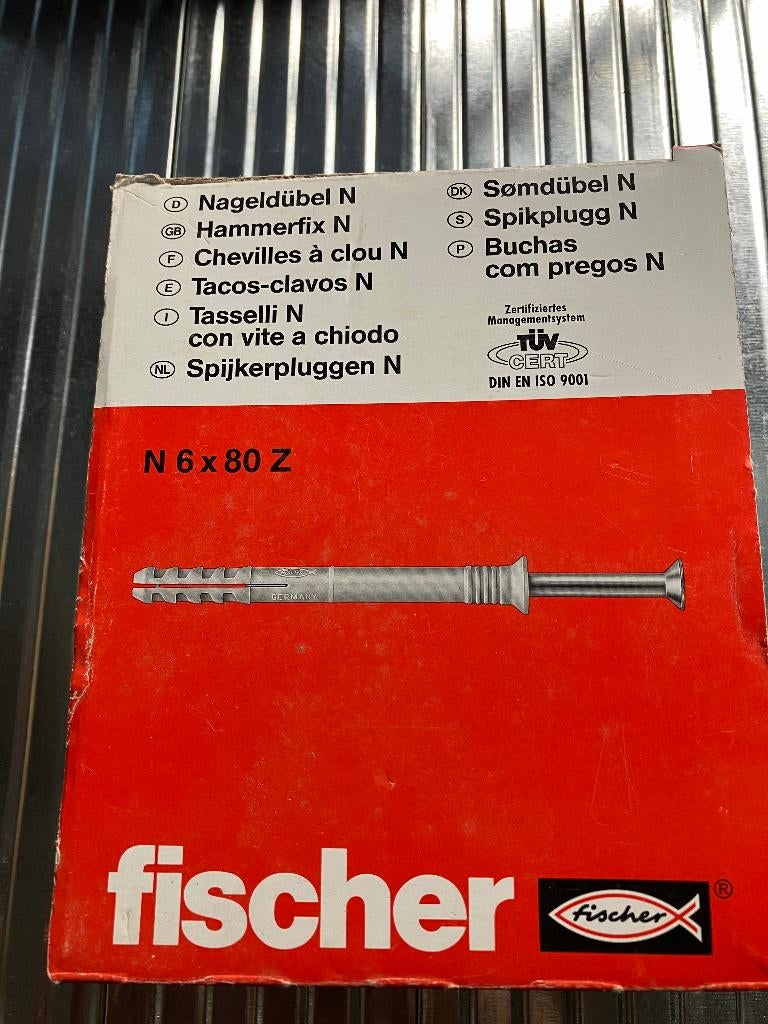 D Nageldübel N
GB Hammerfix N
F Chevilles à clou N
E Tacos-clavos N
I Tasselli N
con vite a chiodo
NL Spijkerpluggen N
DK Sømdübel N
S Spikplugg N
P Buchas
com pregos N
Zertifiziertes
Managementsystem
TÜV
CERT
DIN EN ISO 9001
N 6 x 80 Z
GERMANY
fischer
fischer ®